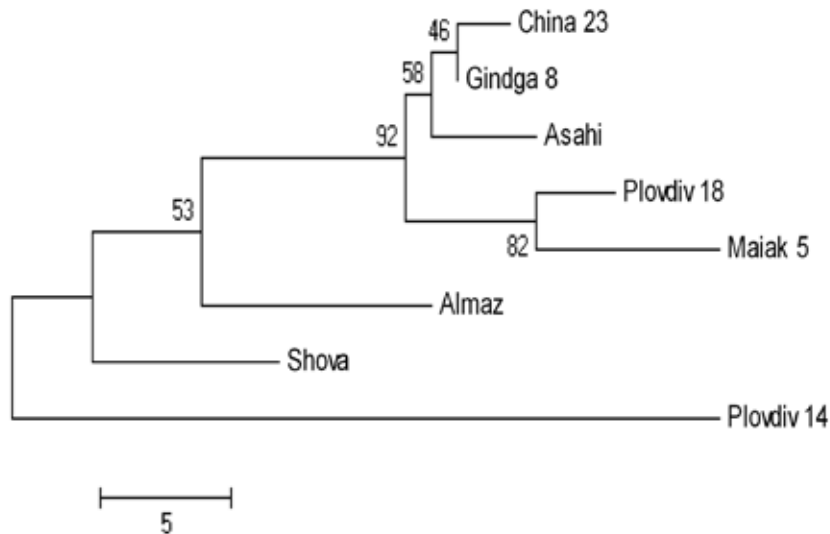 China 23
46
Gindga 8
58
Asahi
92
Plovdiv 18
53
82
Maiak 5
Almaz
Shova
Plovdiv 14
5